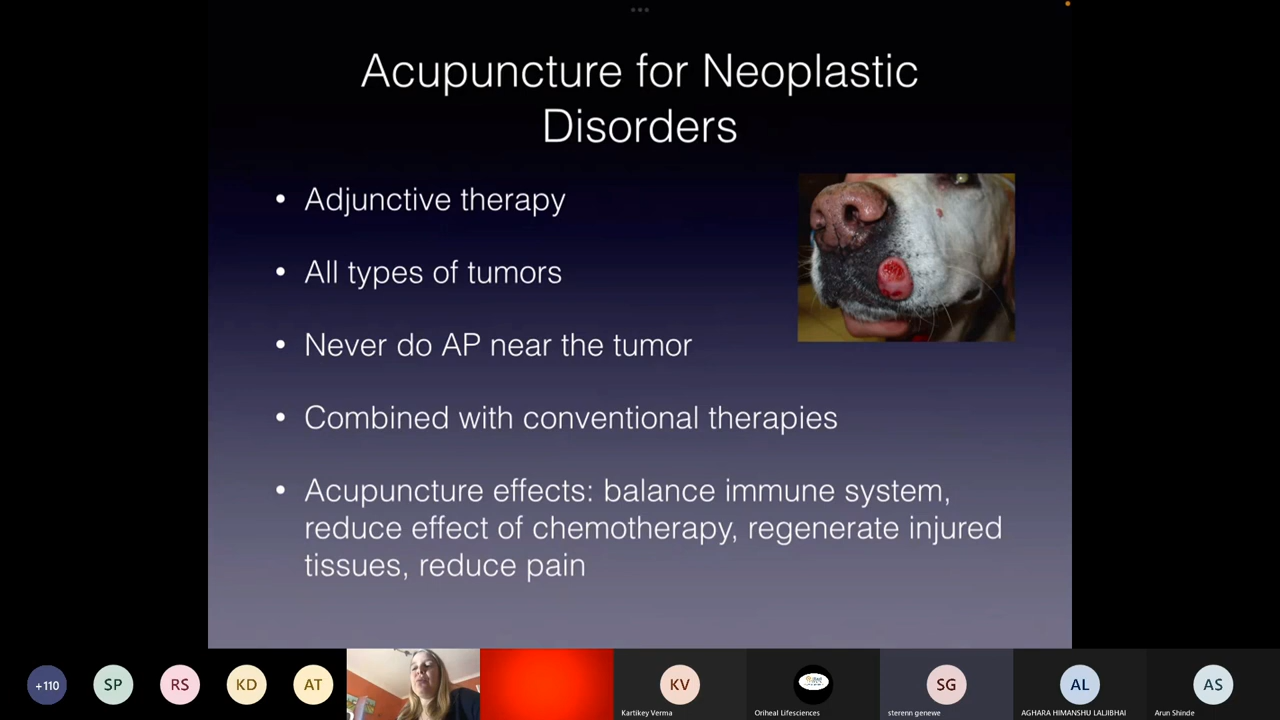 Acupuncture for Neoplastic
Disorders
• Adjunctive therapy
• All types of tumors
• Never do AP near the tumor
• Combined with conventional therapies
• Acupuncture effects: balance immune system,
reduce effect of chemotherapy, regenerate injured
tissues, reduce pain
+110
SP
RS
KD
AT
KV
SG
AL
AS
Kartikey Verma
Oriheal Lifesciences
sterenn genewe
AGHARA HIMANSHU LALJIBHAI
Arun Shinde